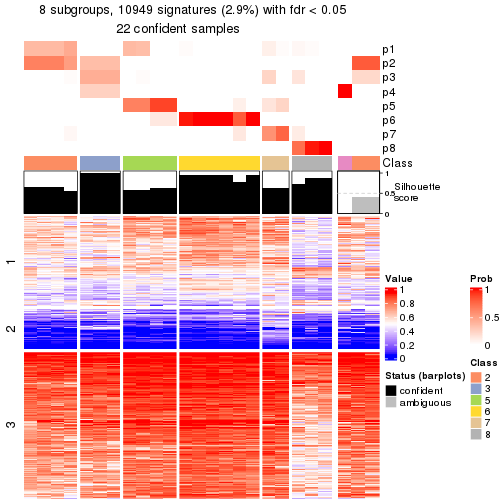 8 subgroups, 10949 signatures (2.9%) with fdr < 0.05
22 confident samples
p1
p2
p3
p4
p5
p6
p7
p8
Class
1
0.5
0
Silhouette
score
1
2
3
Value
1
0.8
0.6
0.4
0.2
0
Prob
1
0.5
0
Status (barplots)
confident
ambiguous
Class
2
3
5
6
7
8